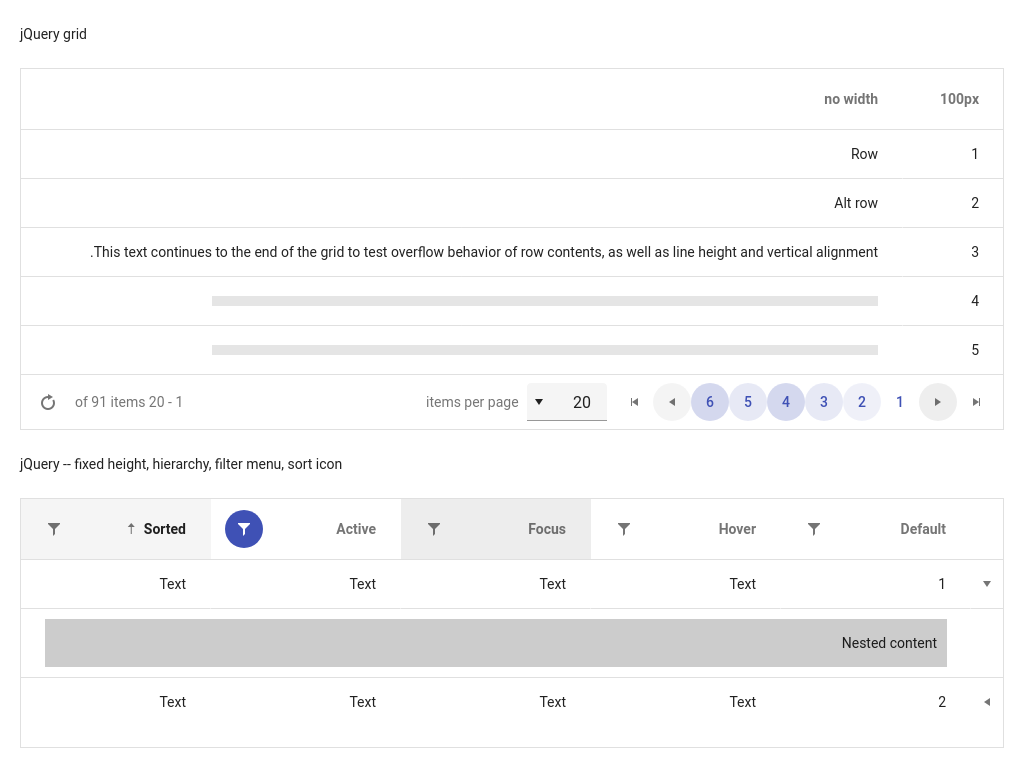 jQuery grid
no width 100px
Row 1
Alt row 2
.This text continues to the end of the grid to test overflow behavior of row contents, as well as line height and vertical alignment 3
4
5
of 91 items 20 - 1 items per page 20 6 5 4 3 2 1
jQuery -- fixed height, hierarchy, filter menu, sort icon
Sorted Active Focus Hover Default
Text Text Text Text 1
Nested content
Text Text Text Text 2